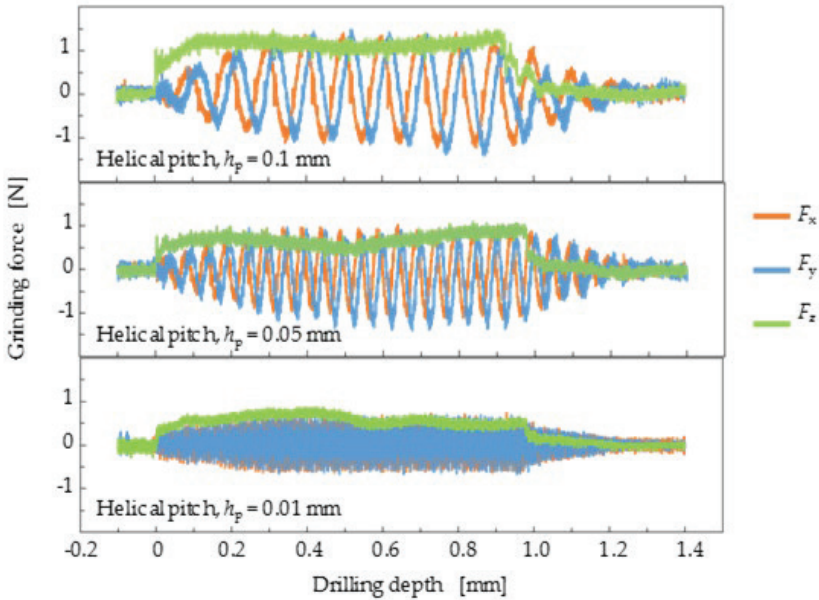 Grinding force [N]
1
0
-1
Helical pitch, hp = 0.1 mm
1
0
-1
Helical pitch, hp = 0.05 mm
1
0
-1
Helical pitch, hp = 0.01 mm
-0.2 0 0.2 0.4 0.6 0.8 1.0 1.2 1.4
Drilling depth [mm]
Fx
Fy
Fz